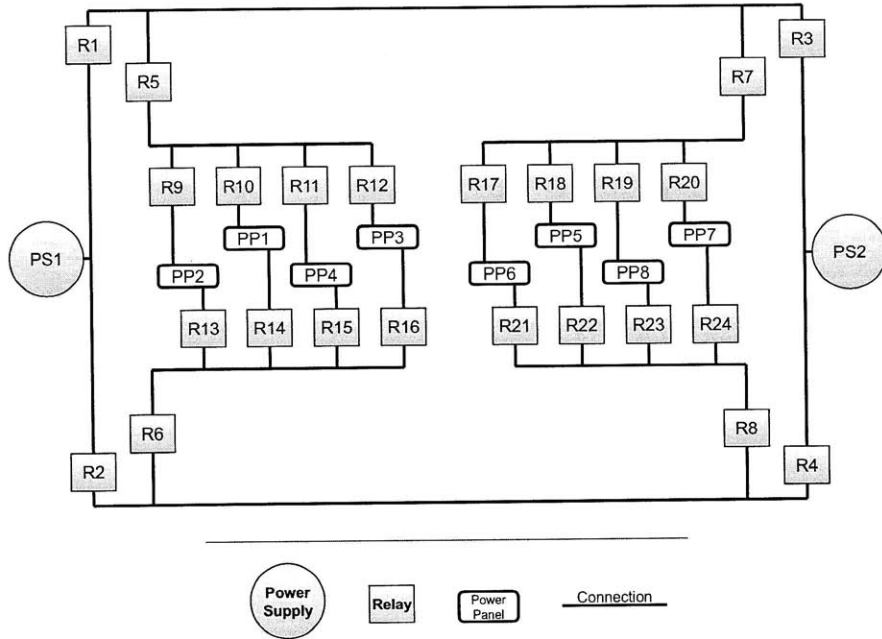 R1
R3
R5
R7
R9
R10
R11
R12
R17
R18
R19
R20
PS1
PP1
PP3
PP5
PP7
PS2
PP2
PP4
PP6
PP8
R13
R14
R15
R16
R21
R22
R23
R24
R6
R8
R2
R4
Power
Supply
Relay
Power
Panel
Connection